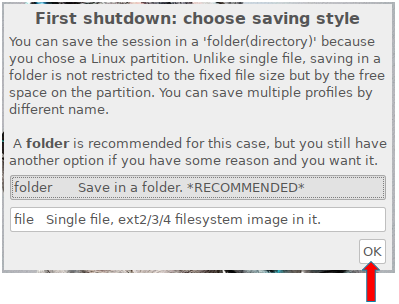 First shutdown: choose saving style
You can save the session in a 'folder(directory)' because
you chose a Linux partition. Unlike single file, saving in a
folder is not restricted to the fixed file size but by the free
space on the partition. You can save multiple profiles by
different name.
A folder is recommended for this case, but you still have
another option if you have some reason and you want it.
folder Save in a folder. *RECOMMENDED*
file Single file, ext2/3/4 filesystem image in it.
OK